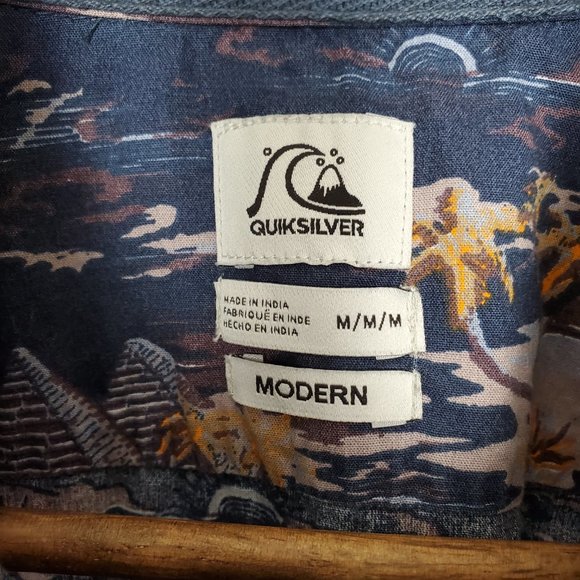 QUIKSILVER
MADE IN INDIA
FABRIQUÉ EN INDE
HECHO EN INDIA
M/M/M
MODERN